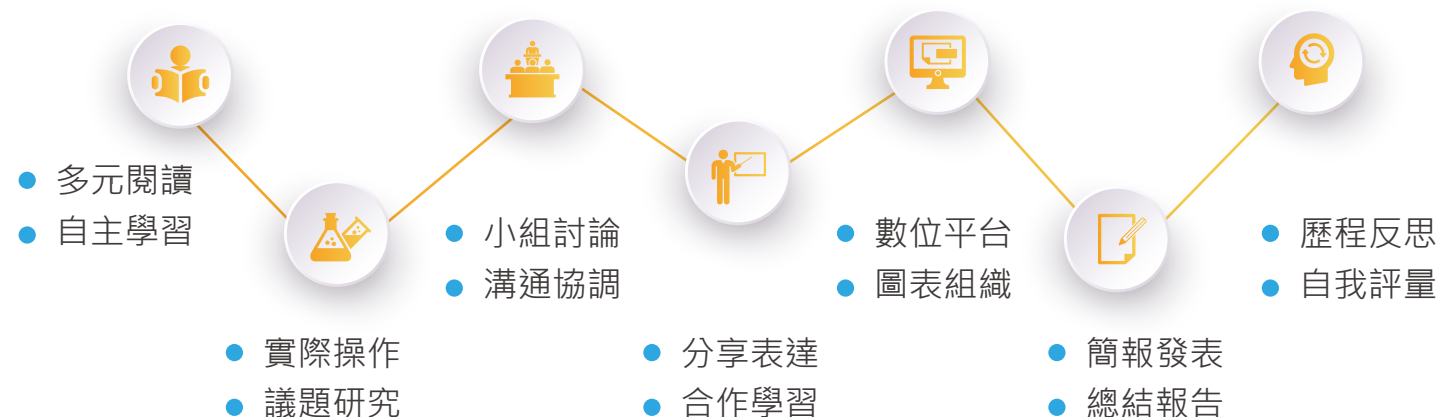 多元閱讀
自主學習
實際操作
議題研究
小組討論
溝通協調
分享表達
合作學習
數位平台
圖表組織
簡報發表
總結報告
歷程反思
自我評量